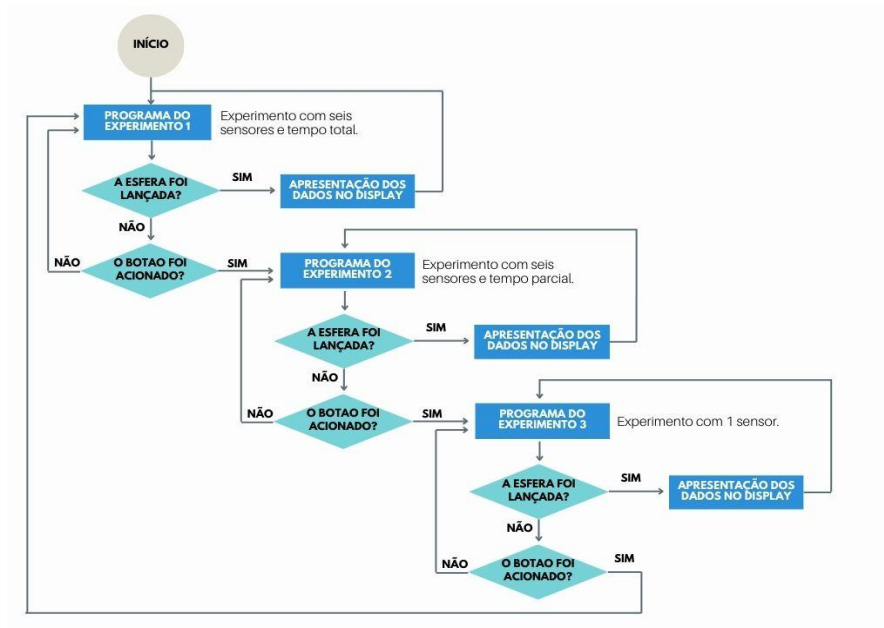 INÍCIO
PROGRAMA DO
EXPERIMENTO 1
Experimento com seis
sensores e tempo total.
A ESFERA FOI
LANÇADA?
SIM
APRESENTAÇÃO DOS
DADOS NO DISPLAY
NÃO
O BOTAO FOI
ACIONADO?
NÃO
SIM
PROGRAMA DO
EXPERIMENTO 2
Experimento com seis
sensores e tempo parcial.
A ESFERA FOI
LANÇADA?
SIM
APRESENTAÇÃO DOS
DADOS NO DISPLAY
NÃO
O BOTAO FOI
ACIONADO?
NÃO
SIM
PROGRAMA DO
EXPERIMENTO 3
Experimento com 1 sensor.
A ESFERA FOI
LANÇADA?
SIM
APRESENTAÇÃO DOS
DADOS NO DISPLAY
NÃO
O BOTAO FOI
ACIONADO?
NÃO
SIM